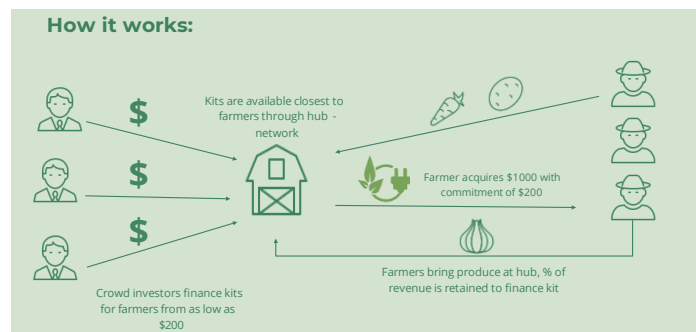 How it works:
$
$
$
Kits are available closest to
farmers through hub -
network
Farmer acquires $1000 with
commitment of $200
Farmers bring produce at hub, % of
revenue is retained to finance kit
Crowd investors finance kits
for farmers from as low as
$200